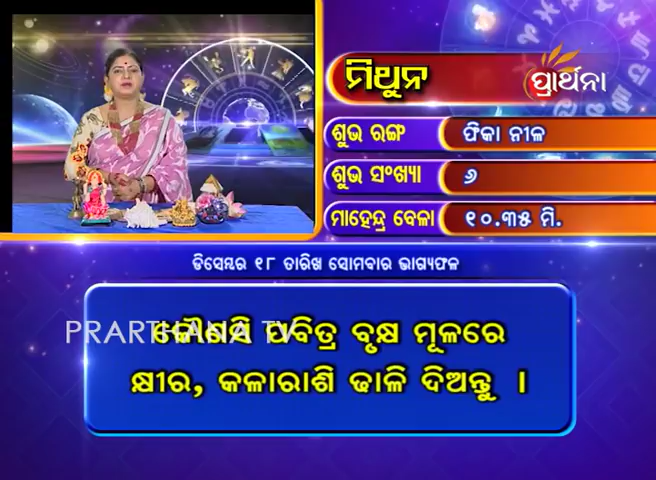 ମିଥୁନ
ପ୍ରାର୍ଥନା
ଶୁଭ ରଙ୍ଗ ଫିକା ନୀଳ
ଶୁଭ ସଂଖ୍ୟା ୬
ମାହେନ୍ଦ୍ର ବେଳା ୧୦.୩୫ ମି.
ଡିସେମ୍ବର ୧୮ ତାରିଖ ସୋମବାର ଭାଗ୍ୟଫଳ
PRARTHANA TV
କୌଣସି ପବିତ୍ର ବୃକ୍ଷ ମୂଳରେ
କ୍ଷୀର, କଳାରାଶି ଢାଳି ଦିଅନ୍ତୁ ।